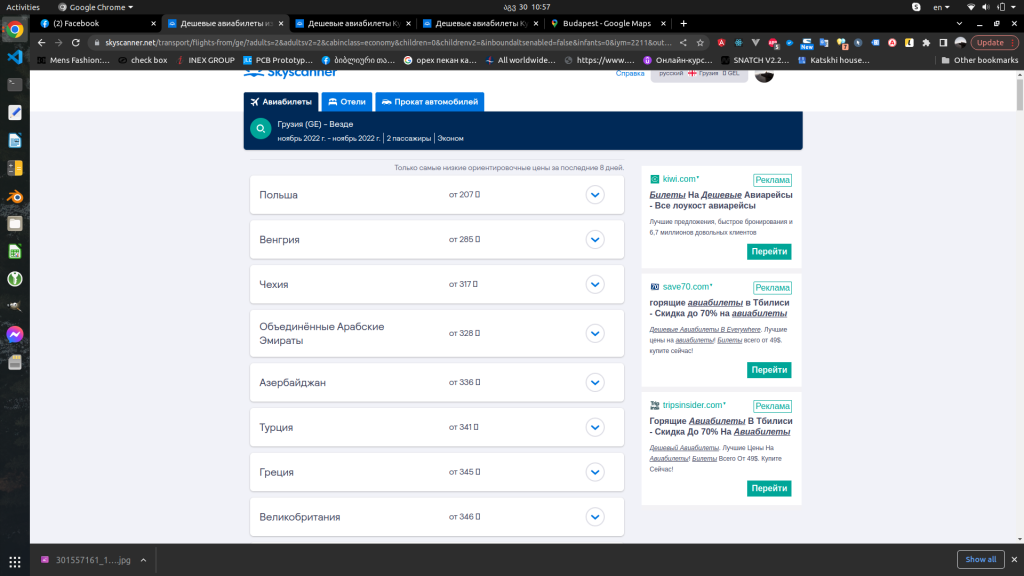 Activities
Google Chrome
აგვ 30 10:57
en
(2) Facebook
Дешевые авиабилеты из
Дешевые авиабилеты Ку
Дешевые авиабилеты Ку
Budapest - Google Maps
skyscanner.net/transport/flights-from/ge/?adults=2&adultsv2=2&cabinclass=economy&children=0&childrenv2=&inboundaltsenabled=false&infants=0&iym=2211&out...
Update
Mens Fashion:...
check box
INEX GROUP
PCB Prototyp...
ბიბლიური თა...
орех пекан ка...
All worldwide...
https://www....
Онлайн-курс...
SNATCH V2.2...
Katskhi house...
Other bookmarks
Skyscanner
Справка
русский
Грузия
GEL
Авиабилеты
Отели
Прокат автомобилей
Грузия (GE) - Везде
ноябрь 2022 г. - ноябрь 2022 г. | 2 пассажиры | Эконом
Только самые низкие ориентировочные цены за последние 8 дней.
Польша
от 207
Венгрия
от 285
Чехия
от 317
Объединённые Арабские
Эмираты
от 328
Азербайджан
от 336
Турция
от 341
Греция
от 345
Великобритания
от 346
kiwi.com
Реклама
Билеты На Дешевые Авиарейсы
- Все лоукост авиарейсы
Лучшие предложения, быстрое бронирования и
6,7 миллионов довольных клиентов
Перейти
save70.com
Реклама
горящие авиабилеты в Тбилиси
- Скидка до 70% на авиабилеты
Дешевые Авиабилеты В Everywhere. Лучшие
цены на авиабилеты! Билеты всего от 49$.
купите сейчас!
Перейти
tripsinsider.com
Реклама
Горящие Авиабилеты В Тбилиси
- Скидка До 70% На Авиабилеты
Дешевый Авиабилеты. Лучшие Цены На
Авиабилеты! Билеты Всего От 49$. Купите
Сейчас!
Перейти
301557161_1....jpg
Show all